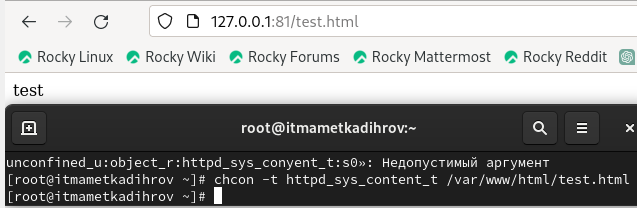 127.0.0.1:81/test.html
Rocky Linux Rocky Wiki Rocky Forums Rocky Mattermost Rocky Reddit
test
root@itmametkadihrov:~
unconfined_u:object_r:httpd_sys_conyent_t:s0»: Недопустимый аргумент
[root@itmametkadihrov ~]# chcon -t httpd_sys_content_t /var/www/html/test.html
[root@itmametkadihrov ~]#